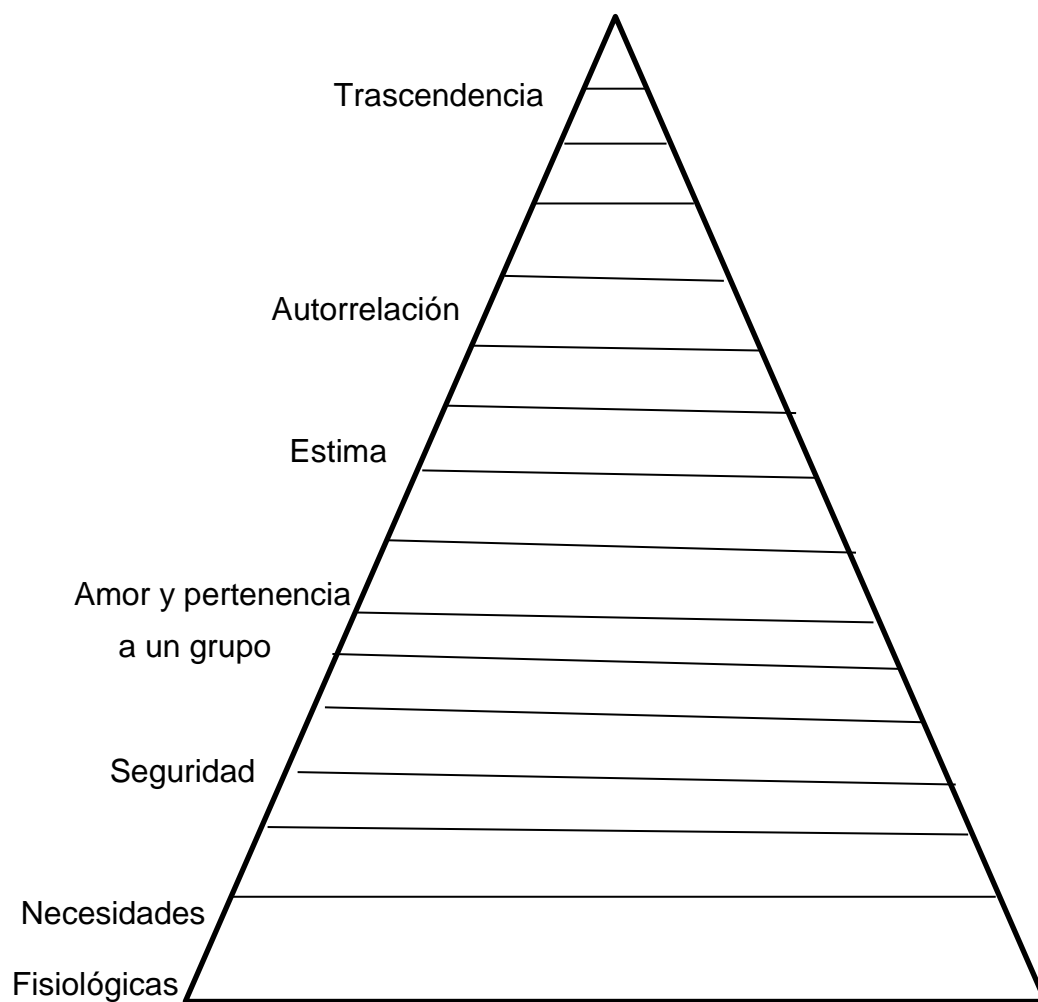 Trascendencia
Autorrelación
Estima
Amor y pertenencia
a un grupo
Seguridad
Necesidades
Fisiológicas